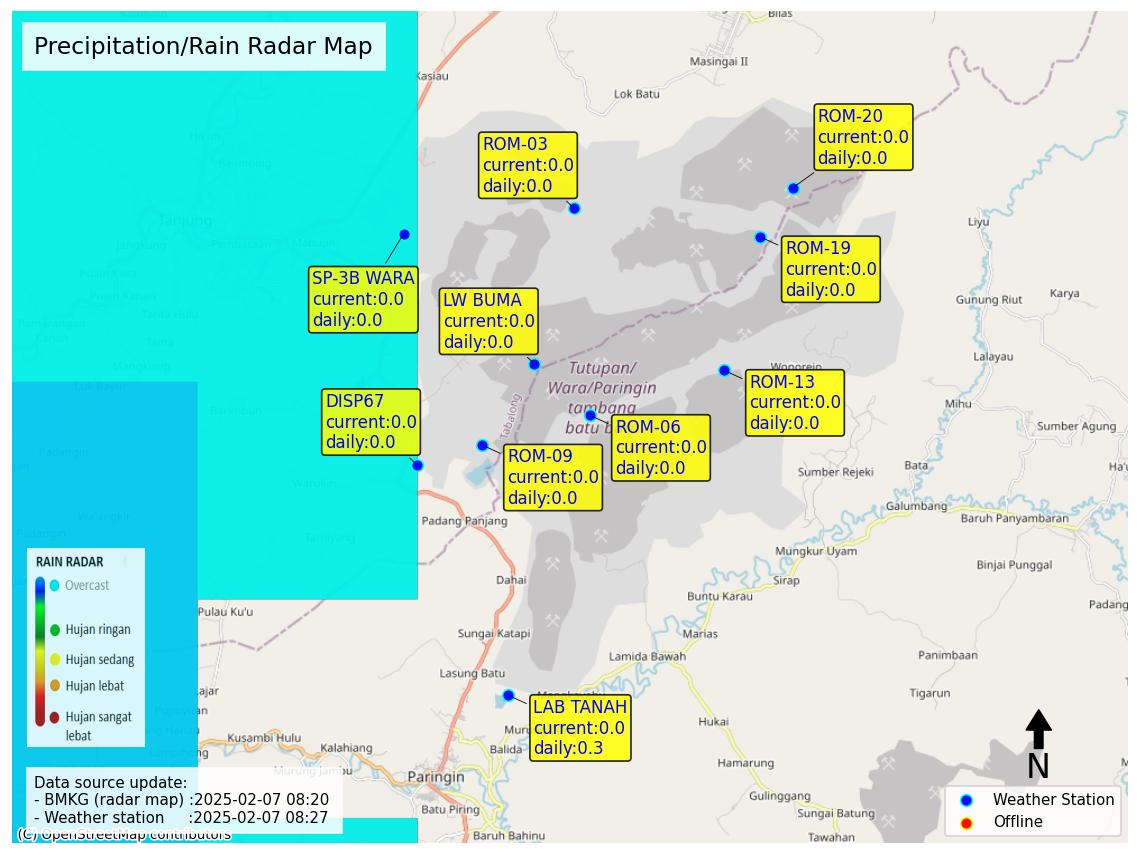 Precipitation/Rain Radar Map
Bilas
Masingai II
Kasiau
Lok Batu
ROM-20
current:0.0
daily:0.0
ROM-03
current:0.0
daily:0.0
Tanjung
Liyu
ROM-19
current:0.0
daily:0.0
SP-3B WARA
current:0.0
daily:0.0
LW BUMA
current:0.0
daily:0.0
Gunung Riut
Karya
Lalayau
Tutupan/
Wara/Paringin
tambang
Wonorejo
ROM-13
current:0.0
daily:0.0
DISP67
current:0.0
daily:0.0
Tabalong
ROM-06
current:0.0
daily:0.0
ROM-09
current:0.0
daily:0.0
Mihu
Sumber Agung
Bata
Sumber Rejeki
Galumbang
Baruh Panyambaran
Padang Panjang
Mungkur Uyam
Binjai Punggal
Dahai
Sirap
Buntu Karau
Pulau Ku'u
Sungai Katapi
Marias
Lamida Bawah
Panimbaan
Lasung Batu
Tigarun
RAIN RADAR
Overcast
Hujan ringan
Hujan sedang
Hujan lebat
Hujan sangat
lebat
LAB TANAH
current:0.0
daily:0.3
Hukai
Kusambi Hulu
Kalahiang
Balida
Hamarung
Murung Jambu
Paringin
Batu Piring
Gulinggang
Sungai Batung
Baruh Bahinu
Tawahan
N
Data source update:
- BMKG (radar map) :2025-02-07 08:20
- Weather station :2025-02-07 08:27
(C) OpenStreetMap contributors
Weather Station
Offline